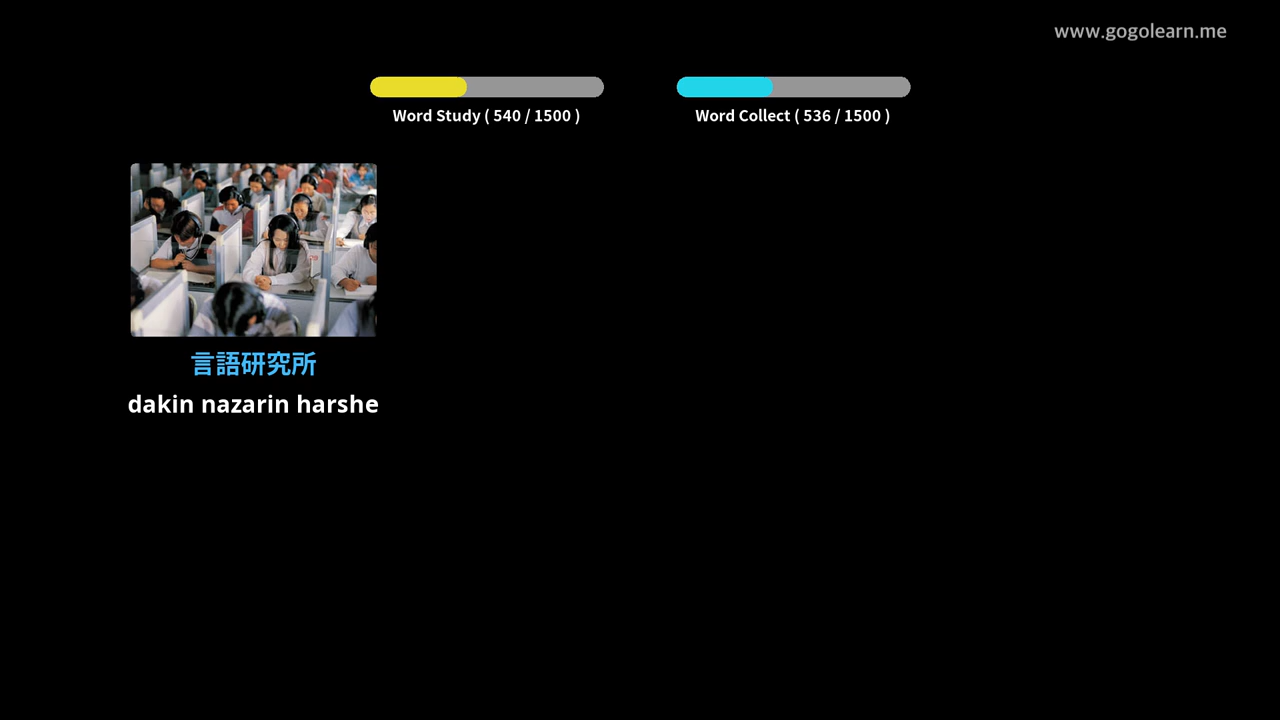 www.gogolearn.me
Word Study ( 540 / 1500 )
Word Collect ( 536 / 1500 )
言語研究所
dakin nazarin harshe